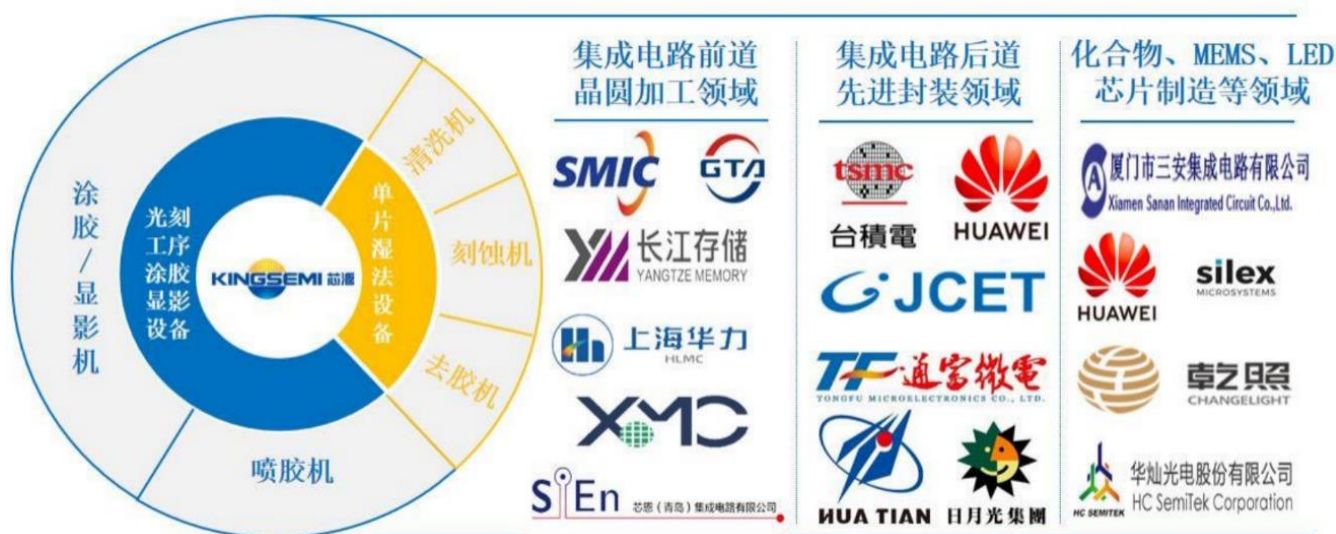 涂胶/显影机
光刻
工序
涂胶
显影
设备
KINGSEMI 芯源
单片湿法设备
清洗机
刻蚀机
去胶机
喷胶机
集成电路前道
晶圆加工领域
SMIC
GTA
长江存储
YANGTZE MEMORY
上海华力
HLMC
XMC
SiEn 芯恩（青岛）集成电路有限公司
集成电路后道
先进封装领域
tsmc
台積電
HUAWEI
JCET
TF 通富微電
TONGFU MICROELECTRONICS CO., LTD.
HUA TIAN
日月光集團
化合物、MEMS、LED
芯片制造等领域
厦门市三安集成电路有限公司
Xiamen Sanan Integrated Circuit Co.,Ltd.
HUAWEI
silex
MICROSYSTEMS
乾照
CHANGELIGHT
华灿光电股份有限公司
HC SemiTek Corporation
HC SEMITEK